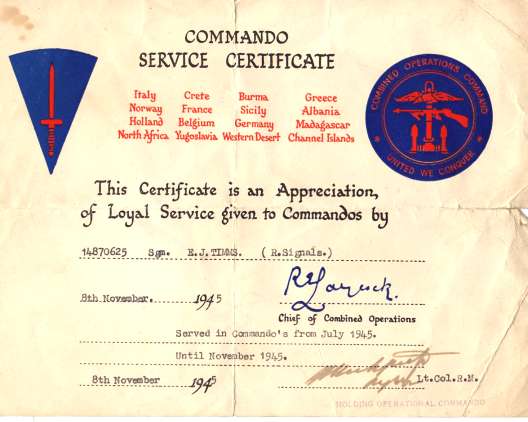 COMMANDO
SERVICE CERTIFICATE
Italy Crete Burma Greece
Norway France Sicily Albania
Holland Belgium Germany Madagascar
North Africa Yugoslavia Western Desert Channel Islands
COMBINED OPERATIONS COMMAND
UNITED WE CONQUER
This Certificate is an Appreciation,
of Loyal Service given to Commandos by
14870625 Sgn. E.J.TIMMS. (R.Signals.)
8th November. 1945
Chief of Combined Operations
Served in Commando's from July 1945.
Until November 1945.
8th November 1945 Lt.Col.R.M.
HOLDING OPERATIONAL COMMANDO